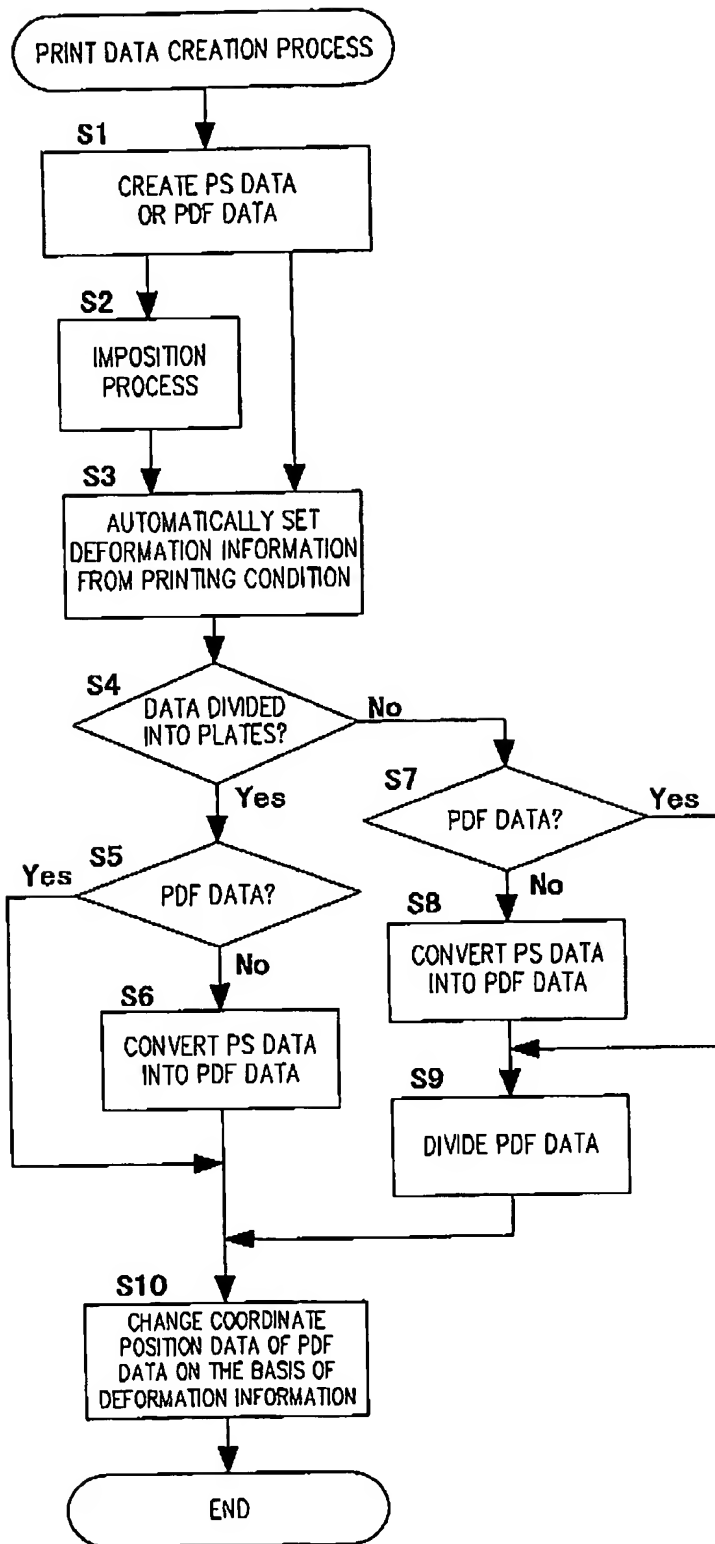 PRINT DATA CREATION PROCESS
S1
CREATE PS DATA
OR PDF DATA
S2
IMPOSITION
PROCESS
S3
AUTOMATICALLY SET
DEFORMATION INFORMATION
FROM PRINTING CONDITION
S4
DATA DIVIDED
INTO PLATES?
No
Yes
S7
PDF DATA?
Yes
No
S5
Yes
PDF DATA?
No
S8
CONVERT PS DATA
INTO PDF DATA
S6
CONVERT PS DATA
INTO PDF DATA
S9
DIVIDE PDF DATA
S10
CHANGE COORDINATE
POSITION DATA OF PDF
DATA ON THE BASIS OF
DEFORMATION INFORMATION
END